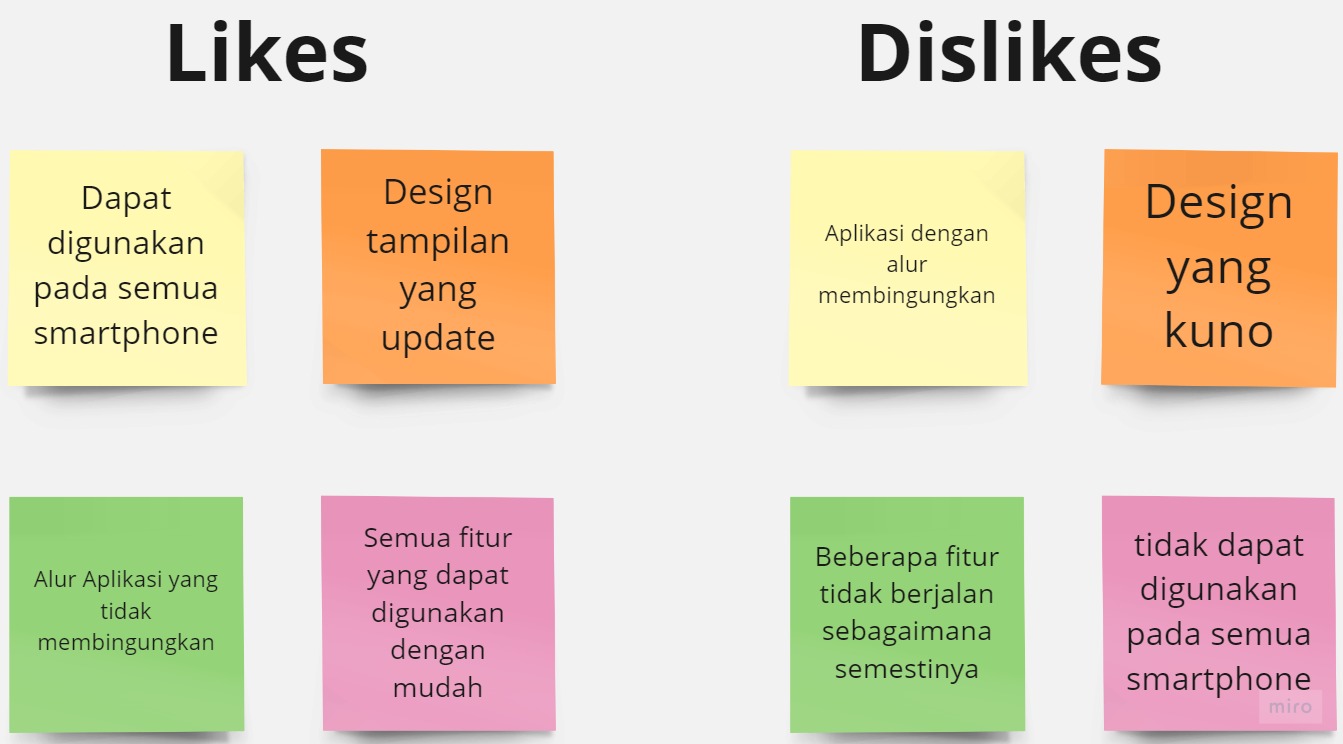 Likes
Dapat
digunakan
pada semua
smartphone
Design
tampilan
yang
update
Alur Aplikasi yang
tidak
membingungkan
Semua fitur
yang dapat
digunakan
dengan
mudah
Dislikes
Aplikasi dengan
alur
membingungkan
Design
yang
kuno
Beberapa fitur
tidak berjalan
sebagaimana
semestinya
tidak dapat
digunakan
pada semua
smartphone
miro